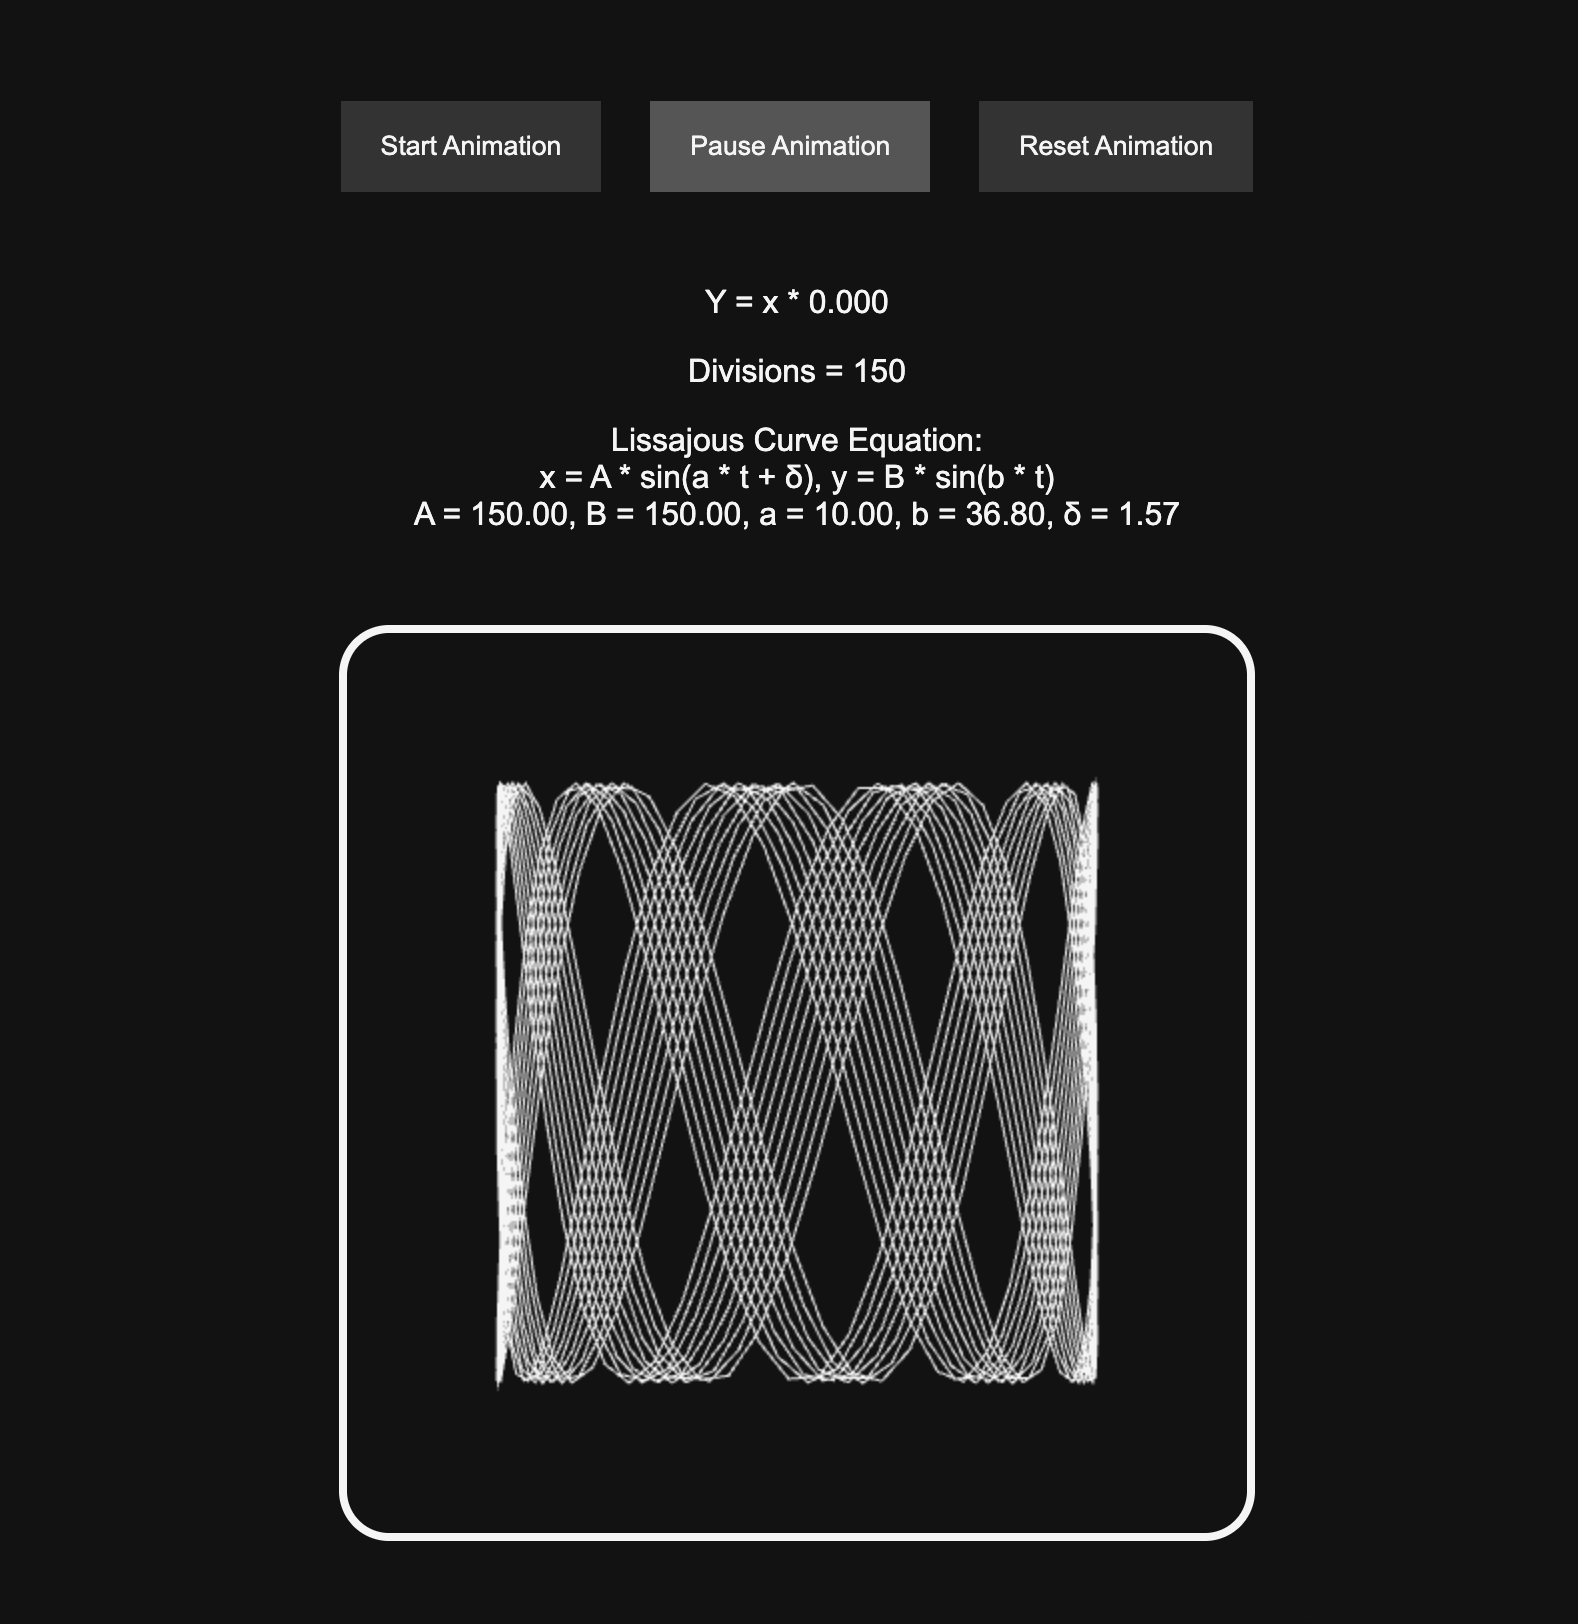 Start Animation
Pause Animation
Reset Animation
Y = x * 0.000
Divisions = 150
Lissajous Curve Equation:
x = A * sin(a * t + δ), y = B * sin(b * t)
A = 150.00, B = 150.00, a = 10.00, b = 36.80, δ = 1.57